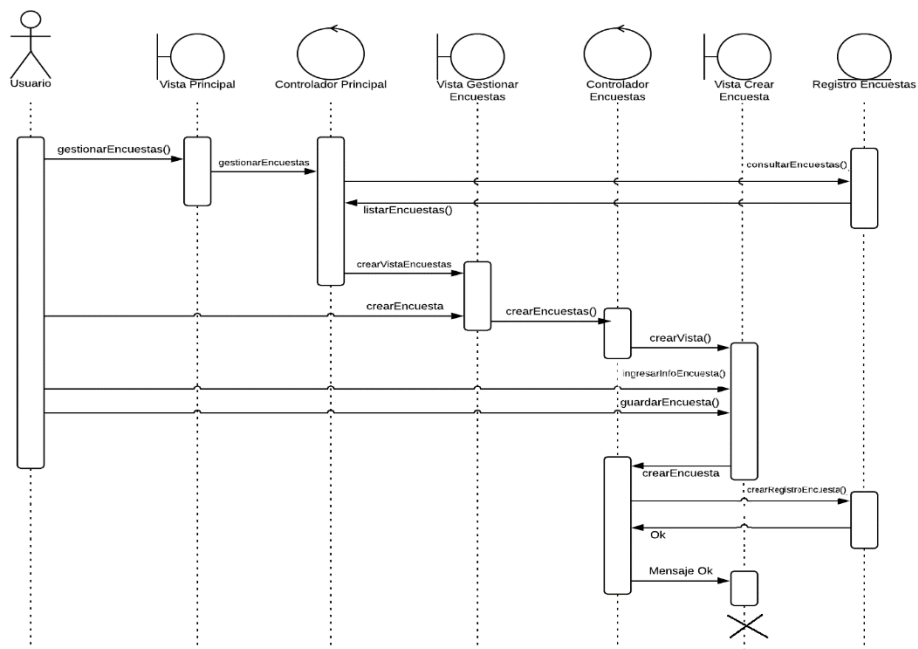 Usuario
Vista Principal
Controlador Principal
Vista Gestionar
Encuestas
Controlador
Encuestas
Vista Crear
Encuesta
Registro Encuestas
gestionarEncuestas()
gestionarEncuestas
consultarEncuestas()
listarEncuestas()
crearVistaEncuestas
crearEncuesta
crearEncuestas()
crearVista()
ingresarInfoEncuesta()
guardarEncuesta()
crearEncuesta
crearRegistroEncuesta()
Ok
Mensaje Ok